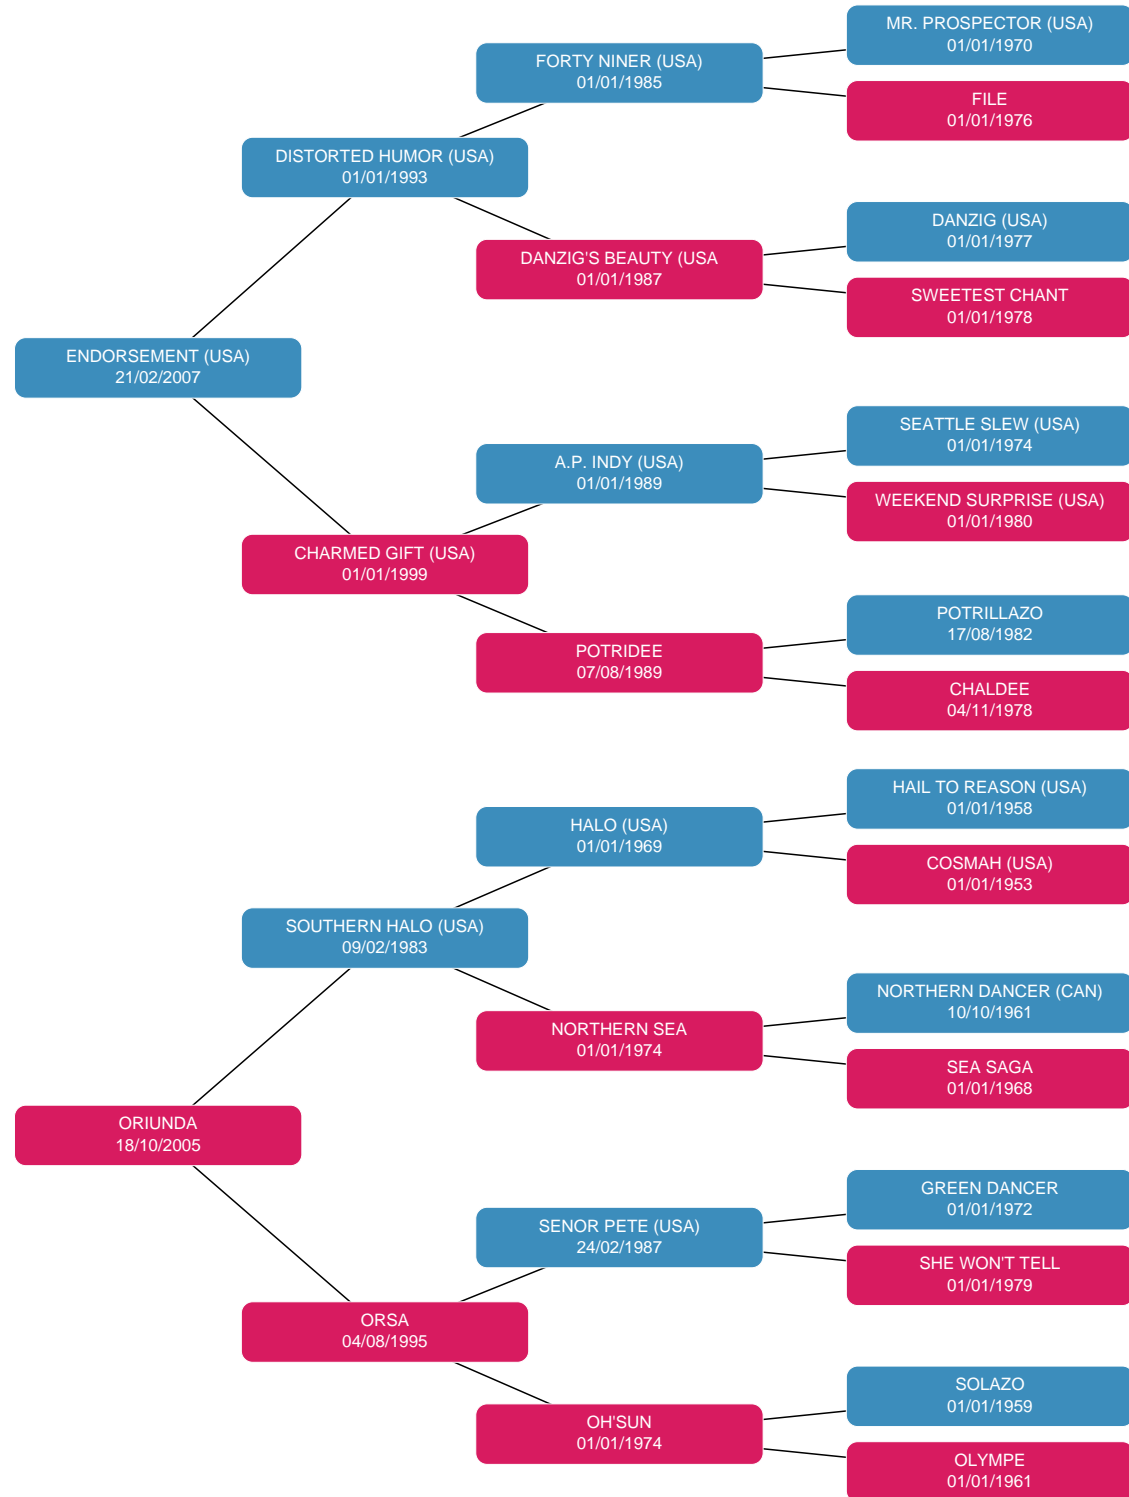 MR. PROSPECTOR (USA)
01/01/1970
FORTY NINER (USA)
01/01/1985
FILE
01/01/1976
DISTORTED HUMOR (USA)
01/01/1993
DANZIG (USA)
01/01/1977
DANZIG'S BEAUTY (USA
01/01/1987
SWEETEST CHANT
01/01/1978
ENDORSEMENT (USA)
21/02/2007
SEATTLE SLEW (USA)
01/01/1974
A.P. INDY (USA)
01/01/1989
WEEKEND SURPRISE (USA)
01/01/1980
CHARMED GIFT (USA)
01/01/1999
POTRILLAZO
17/08/1982
POTRIDEE
07/08/1989
CHALDEE
04/11/1978
HAIL TO REASON (USA)
01/01/1958
HALO (USA)
01/01/1969
COSMAH (USA)
01/01/1953
SOUTHERN HALO (USA)
09/02/1983
NORTHERN DANCER (CAN)
10/10/1961
NORTHERN SEA
01/01/1974
SEA SAGA
01/01/1968
ORIUNDA
18/10/2005
GREEN DANCER
01/01/1972
SENOR PETE (USA)
24/02/1987
SHE WON'T TELL
01/01/1979
ORSA
04/08/1995
SOLAZO
01/01/1959
OH'SUN
01/01/1974
OLYMPE
01/01/1961